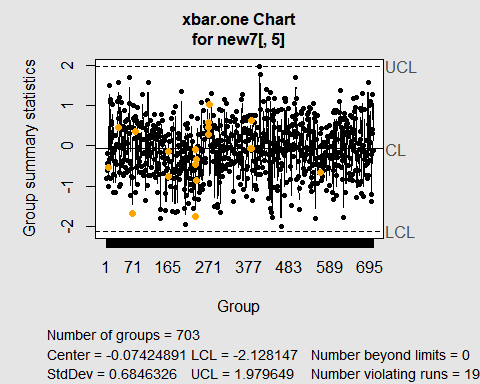 xbar.one Chart
for new7[, 5]
Group summary statistics
2
1
0
-1
-2
UCL
CL
LCL
1 71 165 271 377 483 589 695
Group
Number of groups = 703
Center = -0.07424891 LCL = -2.128147 Number beyond limits = 0
StdDev = 0.6846326 UCL = 1.979649 Number violating runs = 19